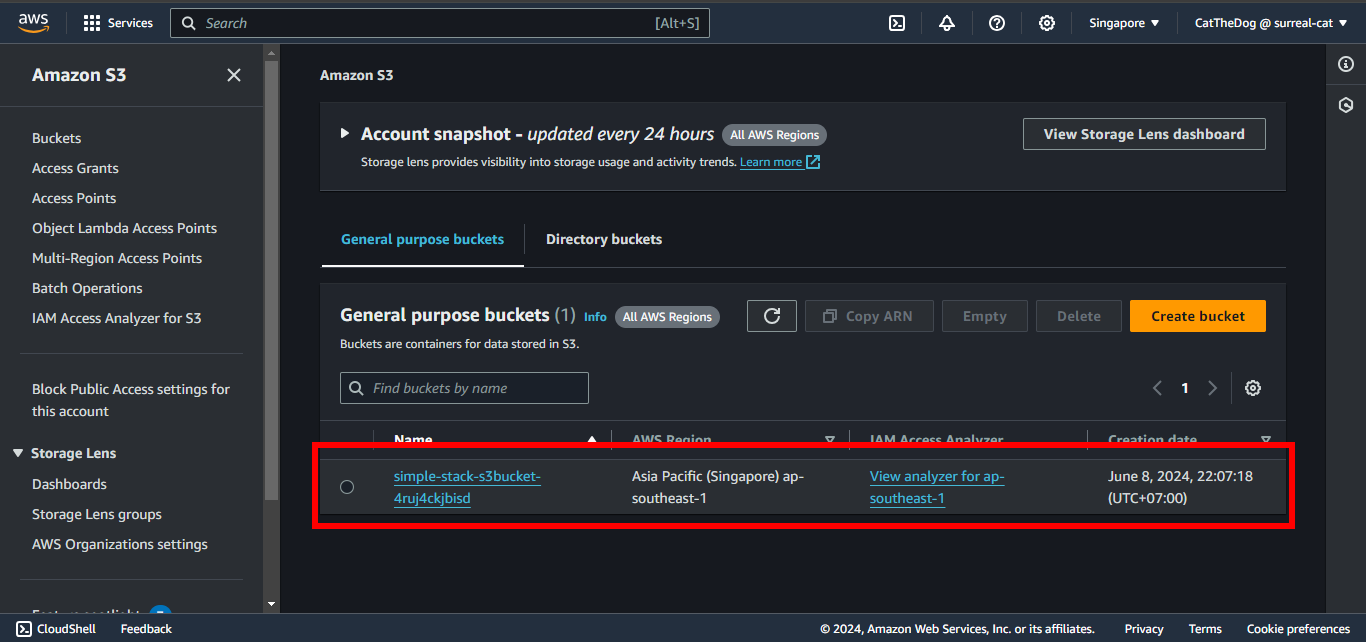 aws
Services
Search
[Alt+S]
Singapore
CatTheDog @ surreal-cat
Amazon S3
Buckets
Access Grants
Access Points
Object Lambda Access Points
Multi-Region Access Points
Batch Operations
IAM Access Analyzer for S3
Block Public Access settings for
this account
Storage Lens
Dashboards
Storage Lens groups
AWS Organizations settings
Amazon S3
Account snapshot - updated every 24 hours
All AWS Regions
Storage lens provides visibility into storage usage and activity trends. Learn more
View Storage Lens dashboard
General purpose buckets
Directory buckets
General purpose buckets (1)
Info
All AWS Regions
Buckets are containers for data stored in S3.
Copy ARN
Empty
Delete
Create bucket
Find buckets by name
1
Name
AWS Region
IAM Access Analyzer
Creation date
simple-stack-s3bucket-
4ruj4ckjbisd
Asia Pacific (Singapore) ap-
southeast-1
View analyzer for ap-
southeast-1
June 8, 2024, 22:07:18
(UTC+07:00)
CloudShell
Feedback
© 2024, Amazon Web Services, Inc. or its affiliates.
Privacy
Terms
Cookie preferences